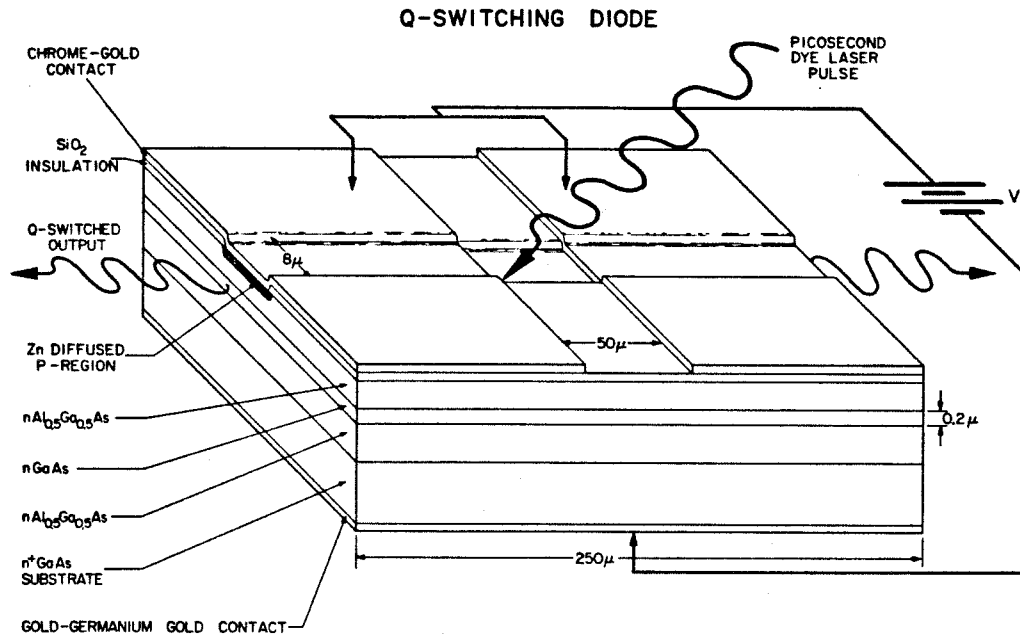 Q-SWITCHING DIODE
CHROME-GOLD
CONTACT
PICOSECOND
DYE LASER
PULSE
SiO2
INSULATION
V
Q-SWITCHED
OUTPUT
8μ
Zn DIFFUSED
P-REGION
50μ
nAl0.5Ga0.5As
0.2μ
nGaAs
nAl0.5Ga0.5As
n+GaAs
SUBSTRATE
250μ
GOLD-GERMANIUM GOLD CONTACT